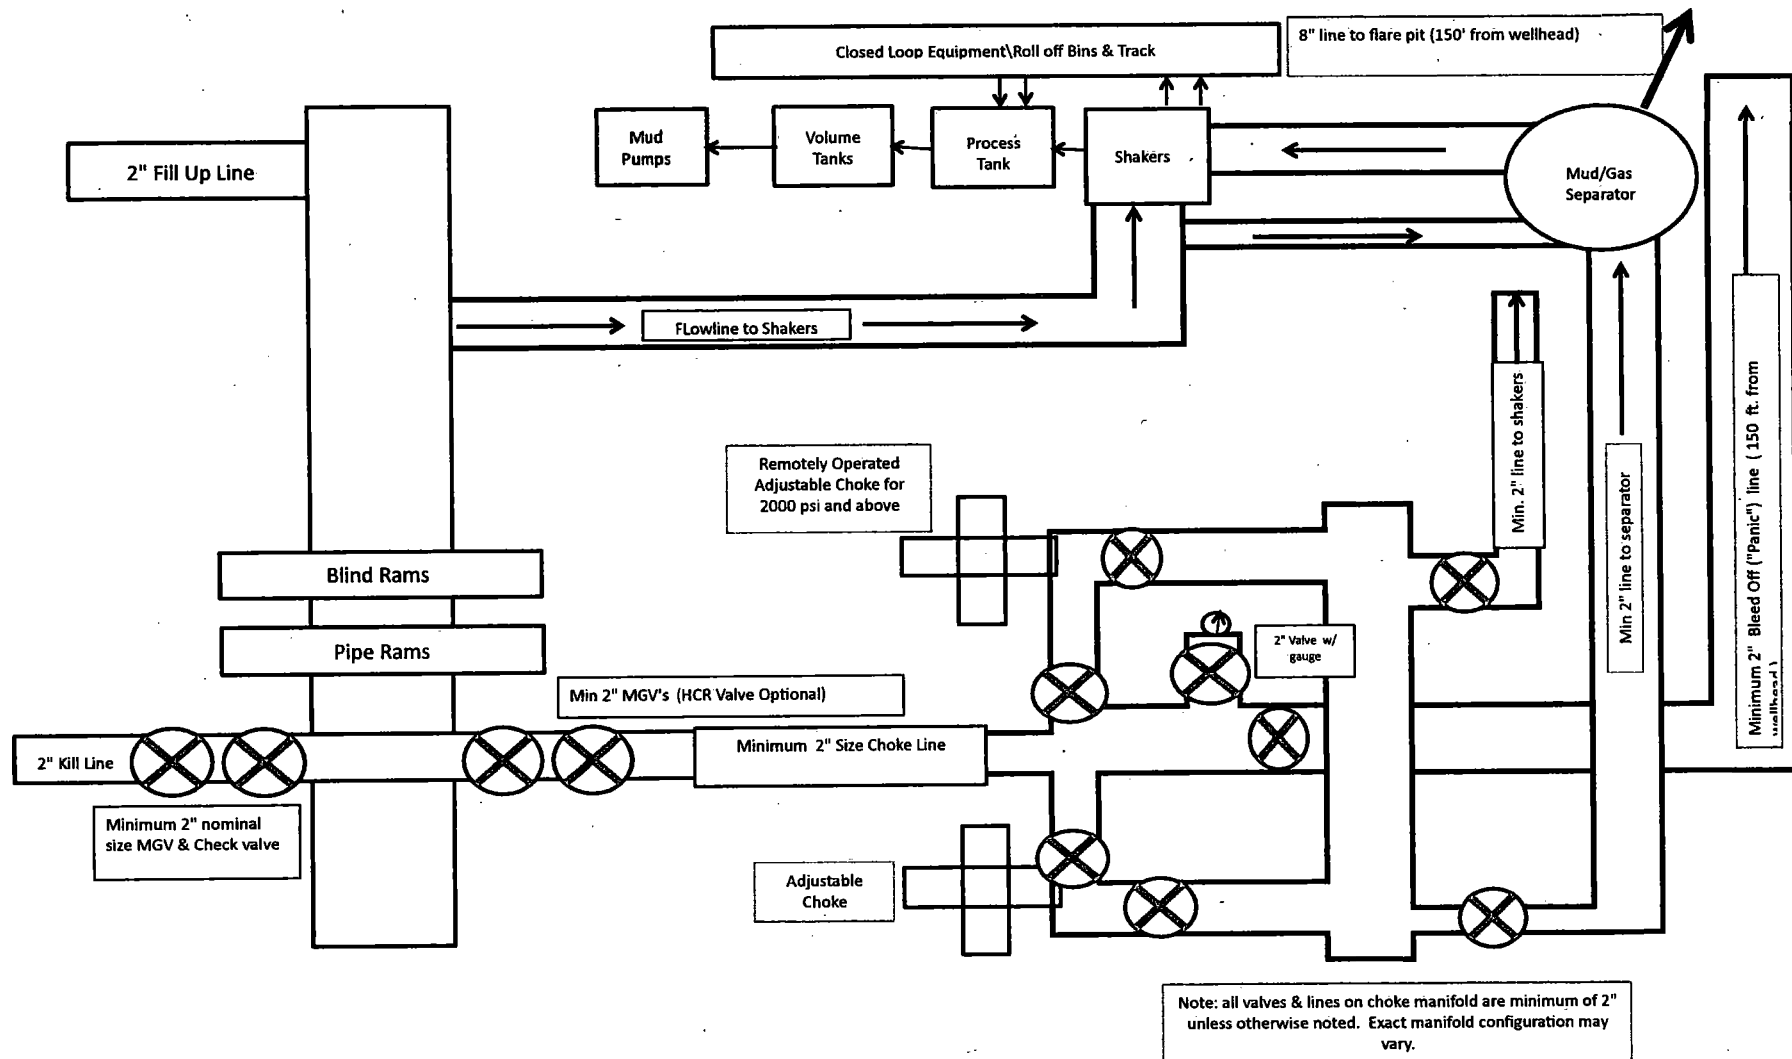 Closed Loop Equipment\Roll off Bins & Track
8" line to flare pit (150' from wellhead)
Mud
Pumps
Volume
Tanks
Process
Tank
Shakers
Mud/Gas
Separator
2" Fill Up Line
FLowline to Shakers
Min. 2" line to shakers
Min 2" line to separator
Minimum 2" Bleed Off ("Panic") line ( 150 ft. from
wellhead)
Remotely Operated
Adjustable Choke for
2000 psi and above
Blind Rams
Pipe Rams
2" Valve w/
gauge
Min 2" MGV's (HCR Valve Optional)
Minimum 2" Size Choke Line
2" Kill Line
Minimum 2" nominal
size MGV & Check valve
Adjustable
Choke
Note: all valves & lines on choke manifold are minimum of 2"
unless otherwise noted. Exact manifold configuration may
vary.